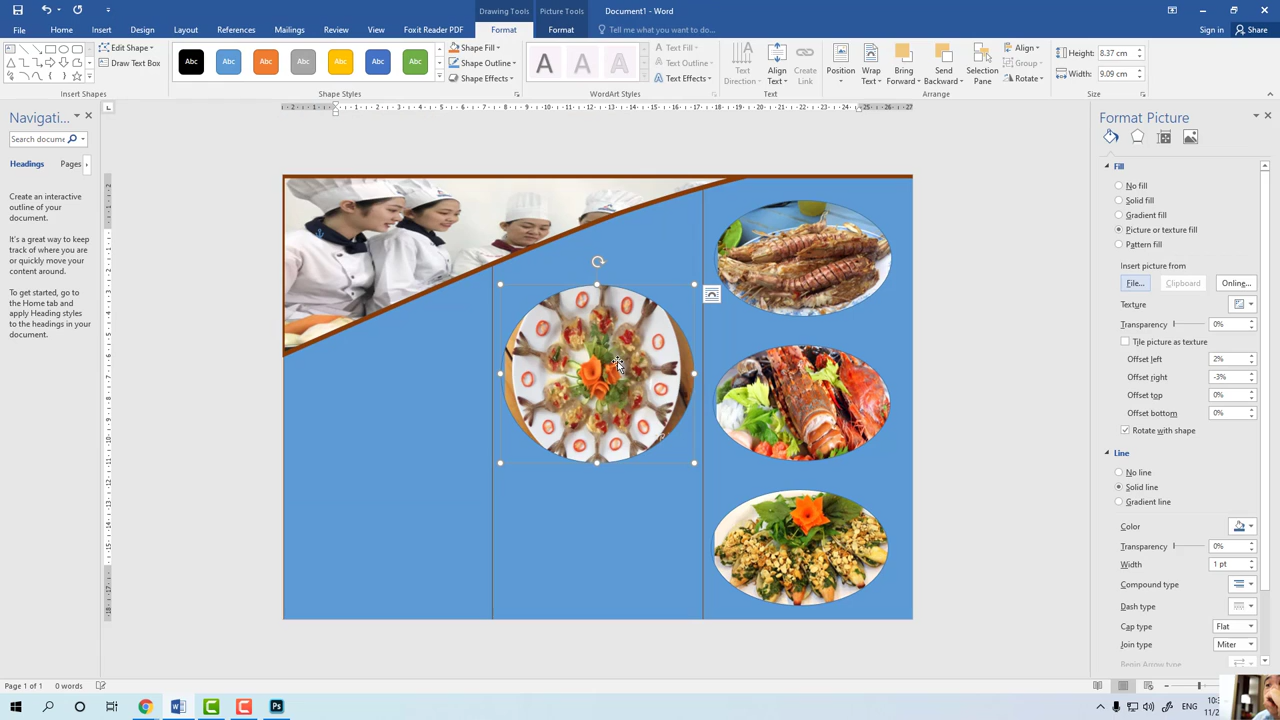 Drawing Tools
Picture Tools
Document1 - Word
File
Home
Insert
Design
Layout
References
Mailings
Review
View
Foxit Reader PDF
Format
Format
Tell me what you want to do...
Sign in
Share
Edit Shape
Draw Text Box
Insert Shapes
Abc
Abc
Abc
Abc
Abc
Abc
Abc
Shape Fill
Shape Outline
Shape Effects
Shape Styles
A
A
A
Text Fill
Text Outline
Text Effects
WordArt Styles
Text Direction
Align Text
Create Link
Text
Position
Wrap Text
Bring Forward
Send Backward
Selection Pane
Align
Group
Rotate
Arrange
Height:
8.37 cm
Width:
9.09 cm
Size
Navigati...
Search docume
Headings
Pages
Create an interactive
outline of your
document.
It's a great way to keep
track of where you are
or quickly move your
content around.
To get started, go to
the Home tab and
apply Heading styles
to the headings in your
document.
Format Picture
Fill
No fill
Solid fill
Gradient fill
Picture or texture fill
Pattern fill
Insert picture from
File...
Clipboard
Online...
Texture
Transparency
0%
Tile picture as texture
Offset left
2%
Offset right
-3%
Offset top
0%
Offset bottom
0%
Rotate with shape
Line
No line
Solid line
Gradient line
Color
Transparency
0%
Width
1 pt
Compound type
Dash type
Cap type
Flat
Join type
Miter
Begin Arrow type
Page 1 of 1
0 words
ENG